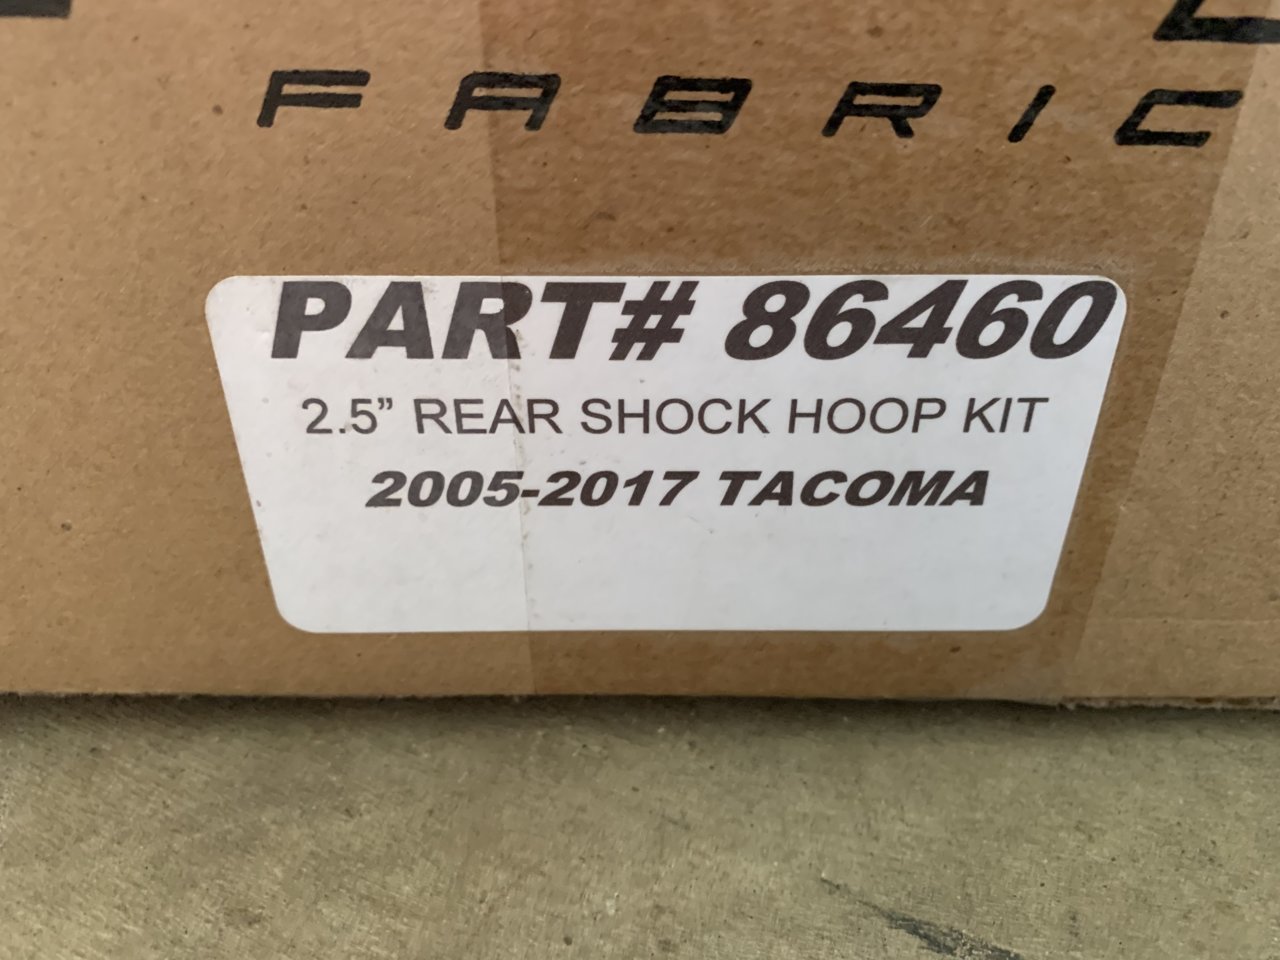 FABRIC
PART# 86460
2.5” REAR SHOCK HOOP KIT
2005-2017 TACOMA